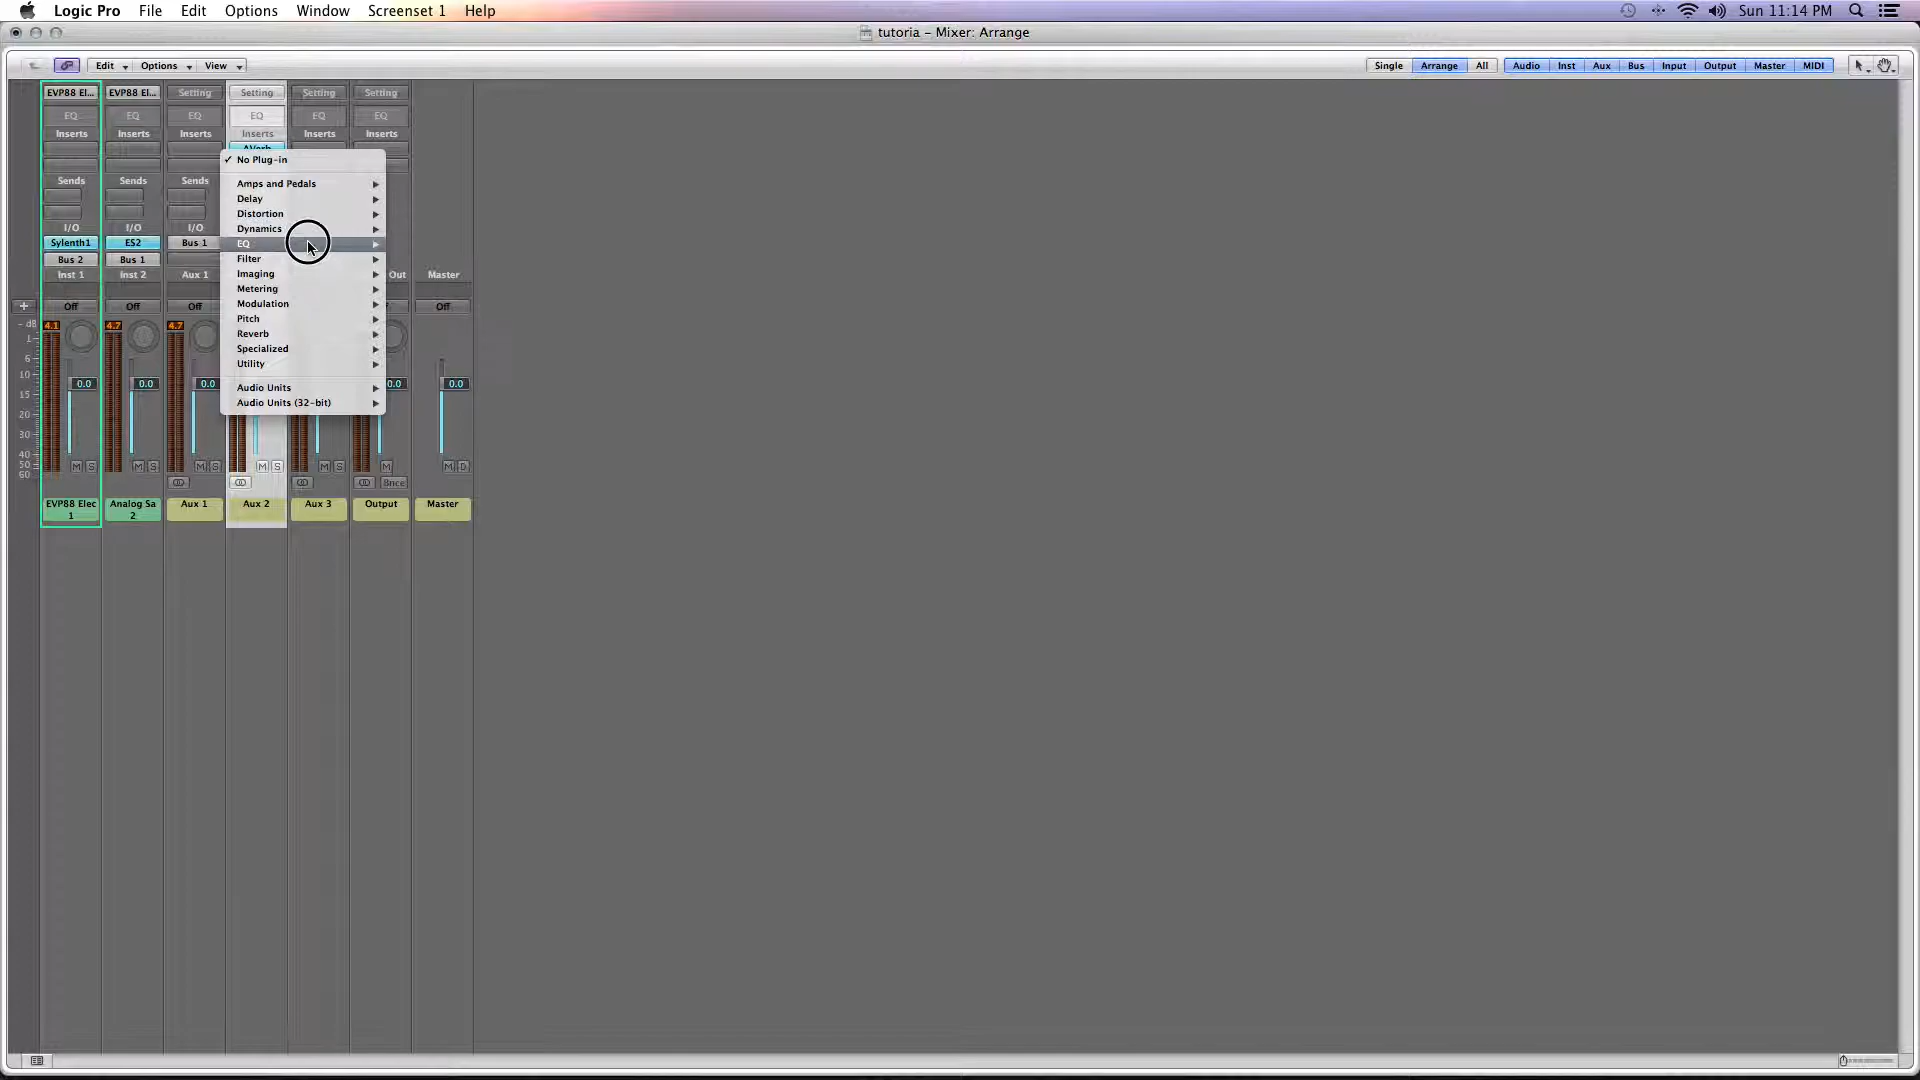 Logic Pro File Edit Options Window Screenset 1 Help Sun 11:14 PM
tutoria – Mixer: Arrange
Edit Options View Single Arrange All Audio Inst Aux Bus Input Output Master MIDI
EVP88 El... EVP88 El... Setting Setting Setting Setting
EQ EQ EQ EQ EQ EQ
Inserts Inserts Inserts Inserts Inserts Inserts
AVerb
✓ No Plug-in
Sends Sends Sends
Amps and Pedals
Delay
Distortion
Dynamics
EQ
Filter
Imaging
Metering
Modulation
Pitch
Reverb
Specialized
Utility
Audio Units
Audio Units (32-bit)
I/O I/O I/O
Sylenth1 ES2 Bus 1
Bus 2 Bus 1
Inst 1 Inst 2 Aux 1 Out Master
+ Off Off Off Off
- dB 4.1 4.7 4.7
1
6
10 0.0 0.0 0.0 0.0 0.0
15
20
30
40
50 M S M S M S M S M S M M D
60
Bnce
EVP88 Elec Analog Sa Aux 1 Aux 2 Aux 3 Output Master
1 2